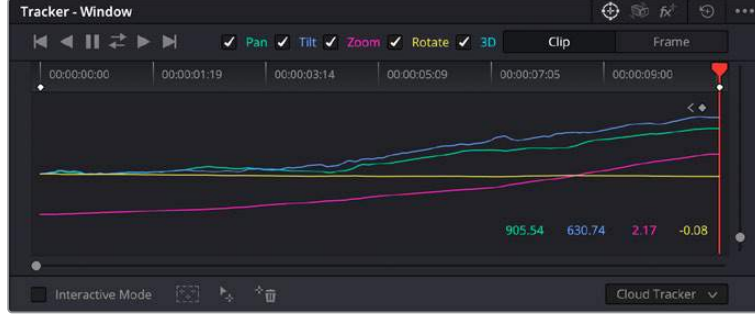 Tracker - Window
Pan Tilt Zoom Rotate 3D Clip Frame
00:00:00:00 00:00:01:19 00:00:03:14 00:00:05:09 00:00:07:05 00:00:09:00
905.54 630.74 2.17 -0.08
Interactive Mode Cloud Tracker